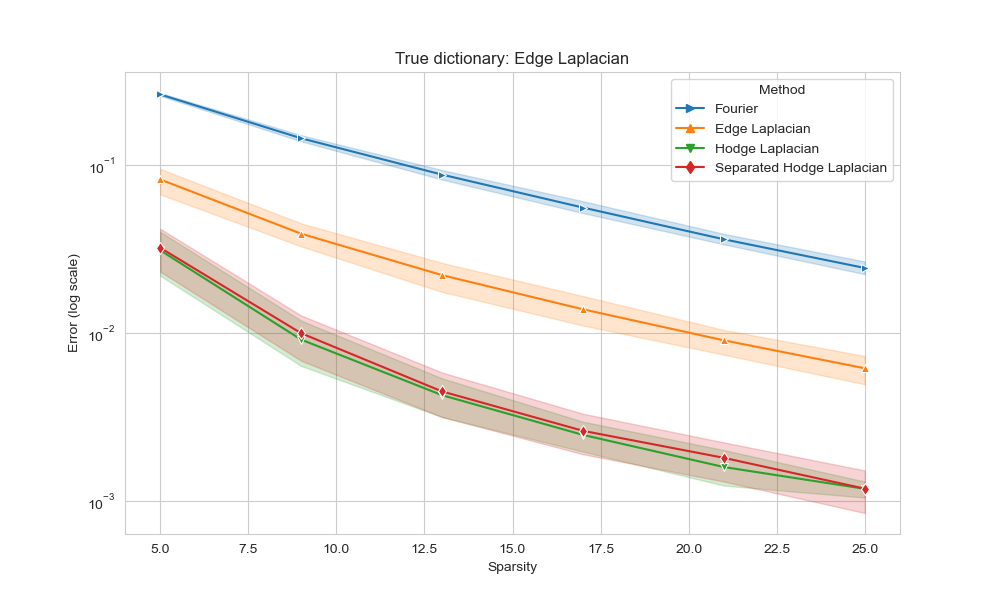 True dictionary: Edge Laplacian
Method
Fourier
Edge Laplacian
Hodge Laplacian
Separated Hodge Laplacian
Error (log scale)
10⁻¹
10⁻²
10⁻³
5.0 7.5 10.0 12.5 15.0 17.5 20.0 22.5 25.0
Sparsity